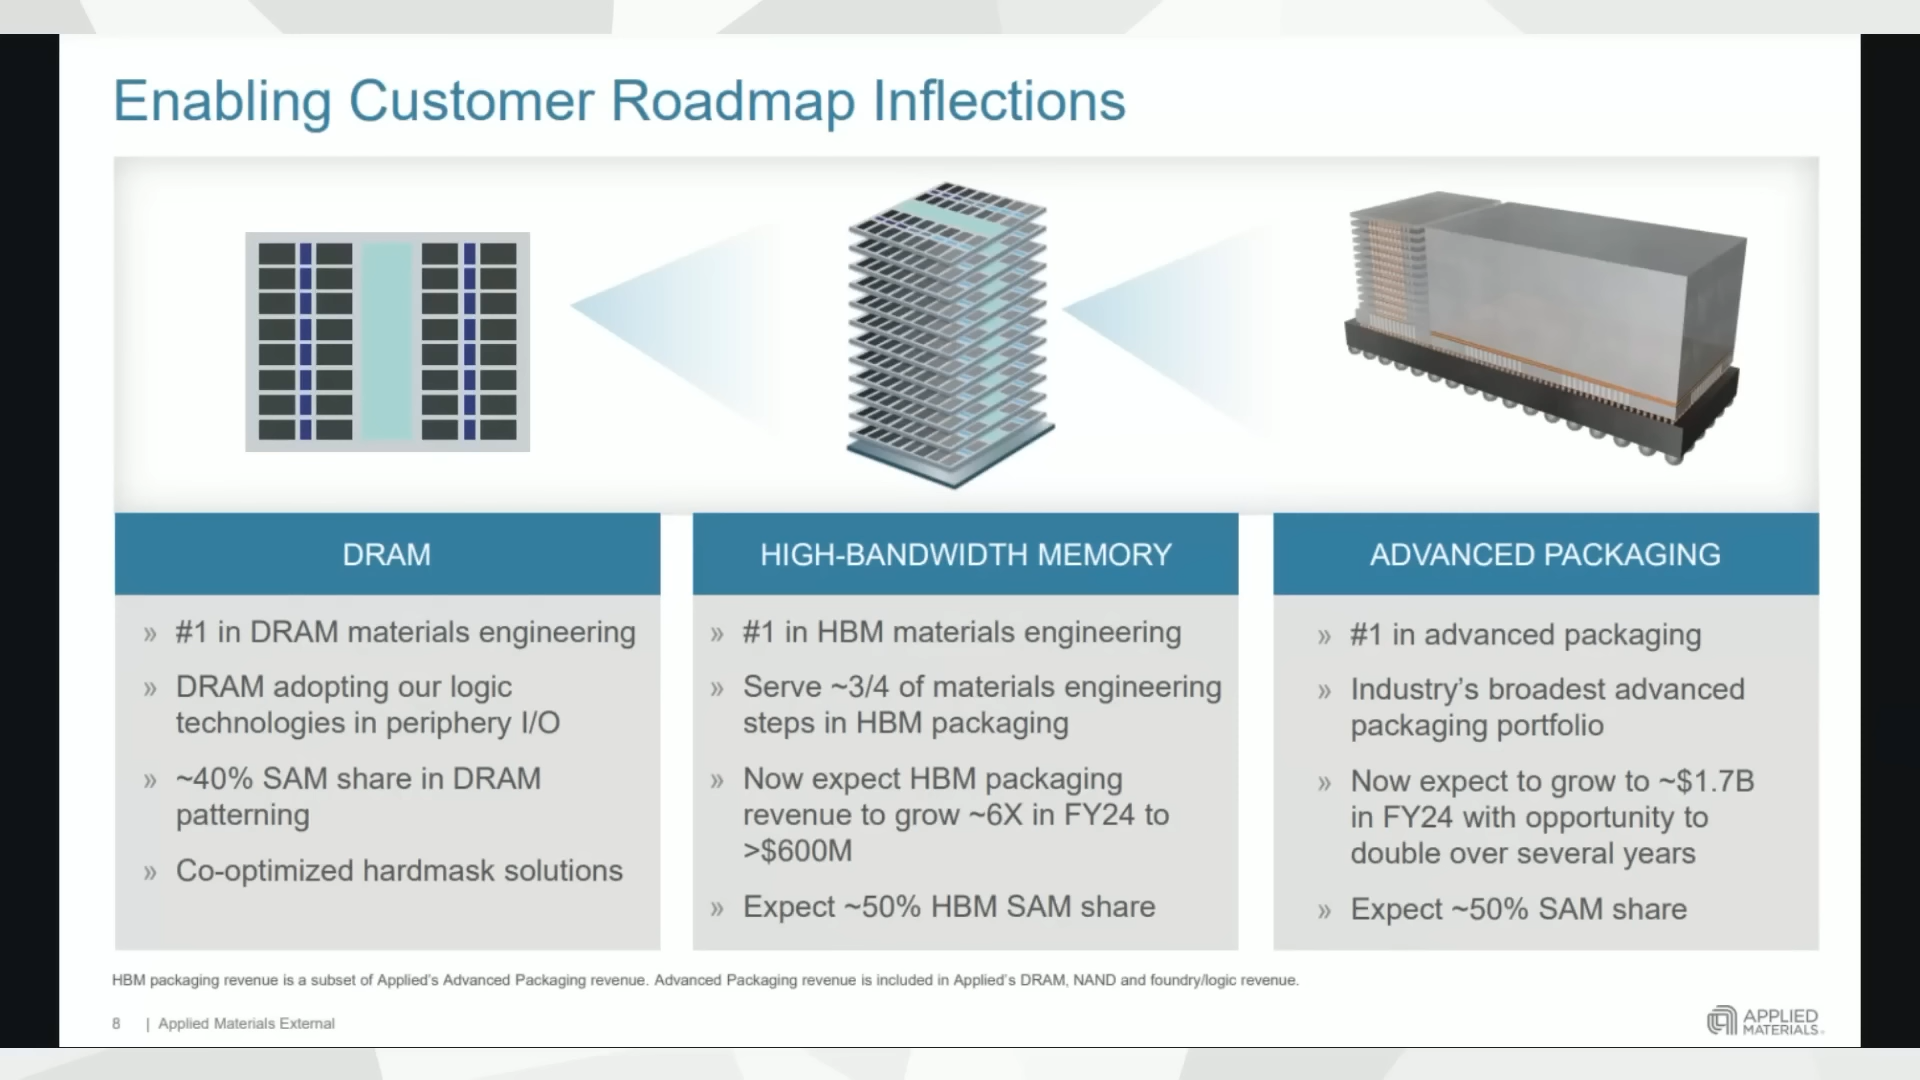 Enabling Customer Roadmap Inflections
DRAM
» #1 in DRAM materials engineering
» DRAM adopting our logic
technologies in periphery I/O
» ~40% SAM share in DRAM
patterning
» Co-optimized hardmask solutions
HIGH-BANDWIDTH MEMORY
» #1 in HBM materials engineering
» Serve ~3/4 of materials engineering
steps in HBM packaging
» Now expect HBM packaging
revenue to grow ~6X in FY24 to
>$600M
» Expect ~50% HBM SAM share
ADVANCED PACKAGING
» #1 in advanced packaging
» Industry’s broadest advanced
packaging portfolio
» Now expect to grow to ~$1.7B
in FY24 with opportunity to
double over several years
» Expect ~50% SAM share
HBM packaging revenue is a subset of Applied’s Advanced Packaging revenue. Advanced Packaging revenue is included in Applied’s DRAM, NAND and foundry/logic revenue.
8 | Applied Materials External
APPLIED
MATERIALS